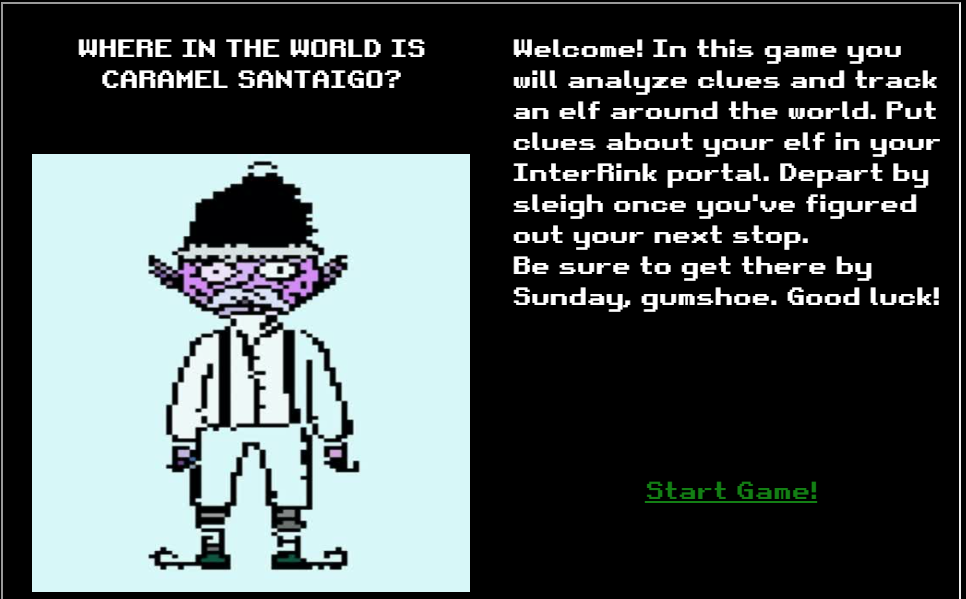 WHERE IN THE WORLD IS
CARAMEL SANTAIGO?
Welcome! In this game you
will analyze clues and track
an elf around the world. Put
clues about your elf in your
InterRink portal. Depart by
sleigh once you've figured
out your next stop.
Be sure to get there by
Sunday, gumshoe. Good luck!
Start Game!